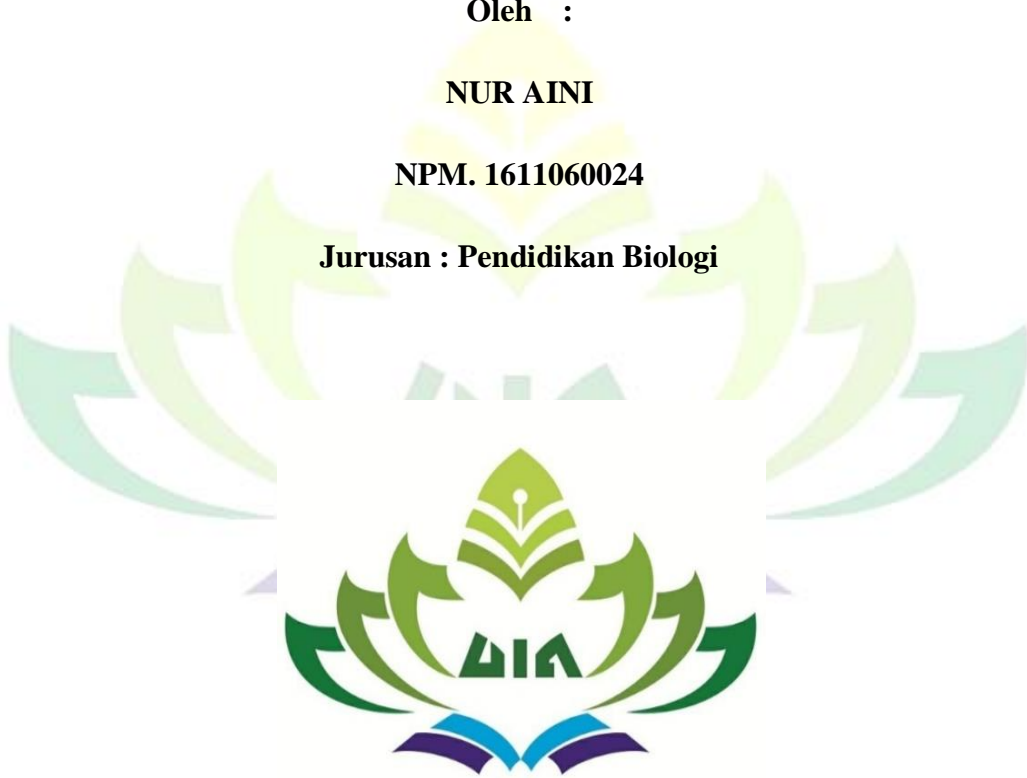 Oleh :
NUR AINI
NPM. 1611060024
Jurusan : Pendidikan Biologi
UIN